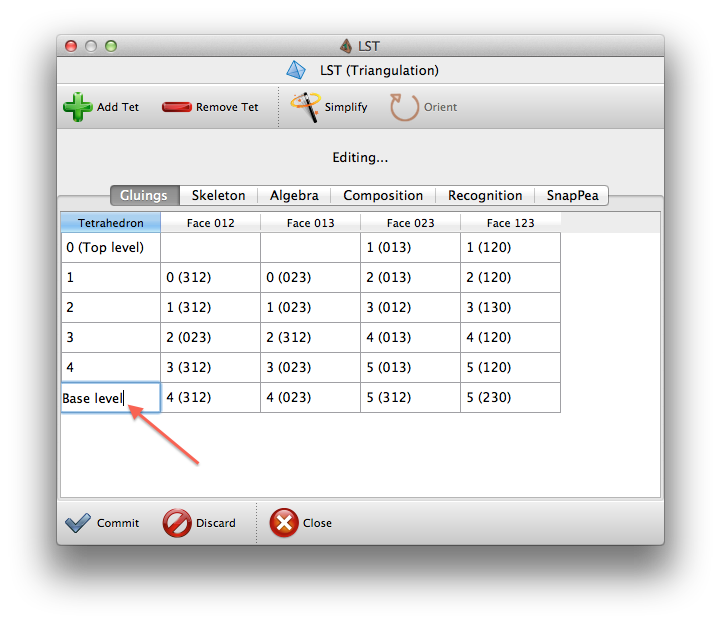 LST
LST (Triangulation)
Add Tet Remove Tet Simplify Orient
Editing...
Gluings Skeleton Algebra Composition Recognition SnapPea
Tetrahedron Face 012 Face 013 Face 023 Face 123
0 (Top level) 1 (013) 1 (120)
1 0 (312) 0 (023) 2 (013) 2 (120)
2 1 (312) 1 (023) 3 (012) 3 (130)
3 2 (023) 2 (312) 4 (013) 4 (120)
4 3 (312) 3 (023) 5 (013) 5 (120)
Base level 4 (312) 4 (023) 5 (312) 5 (230)
Commit Discard Close